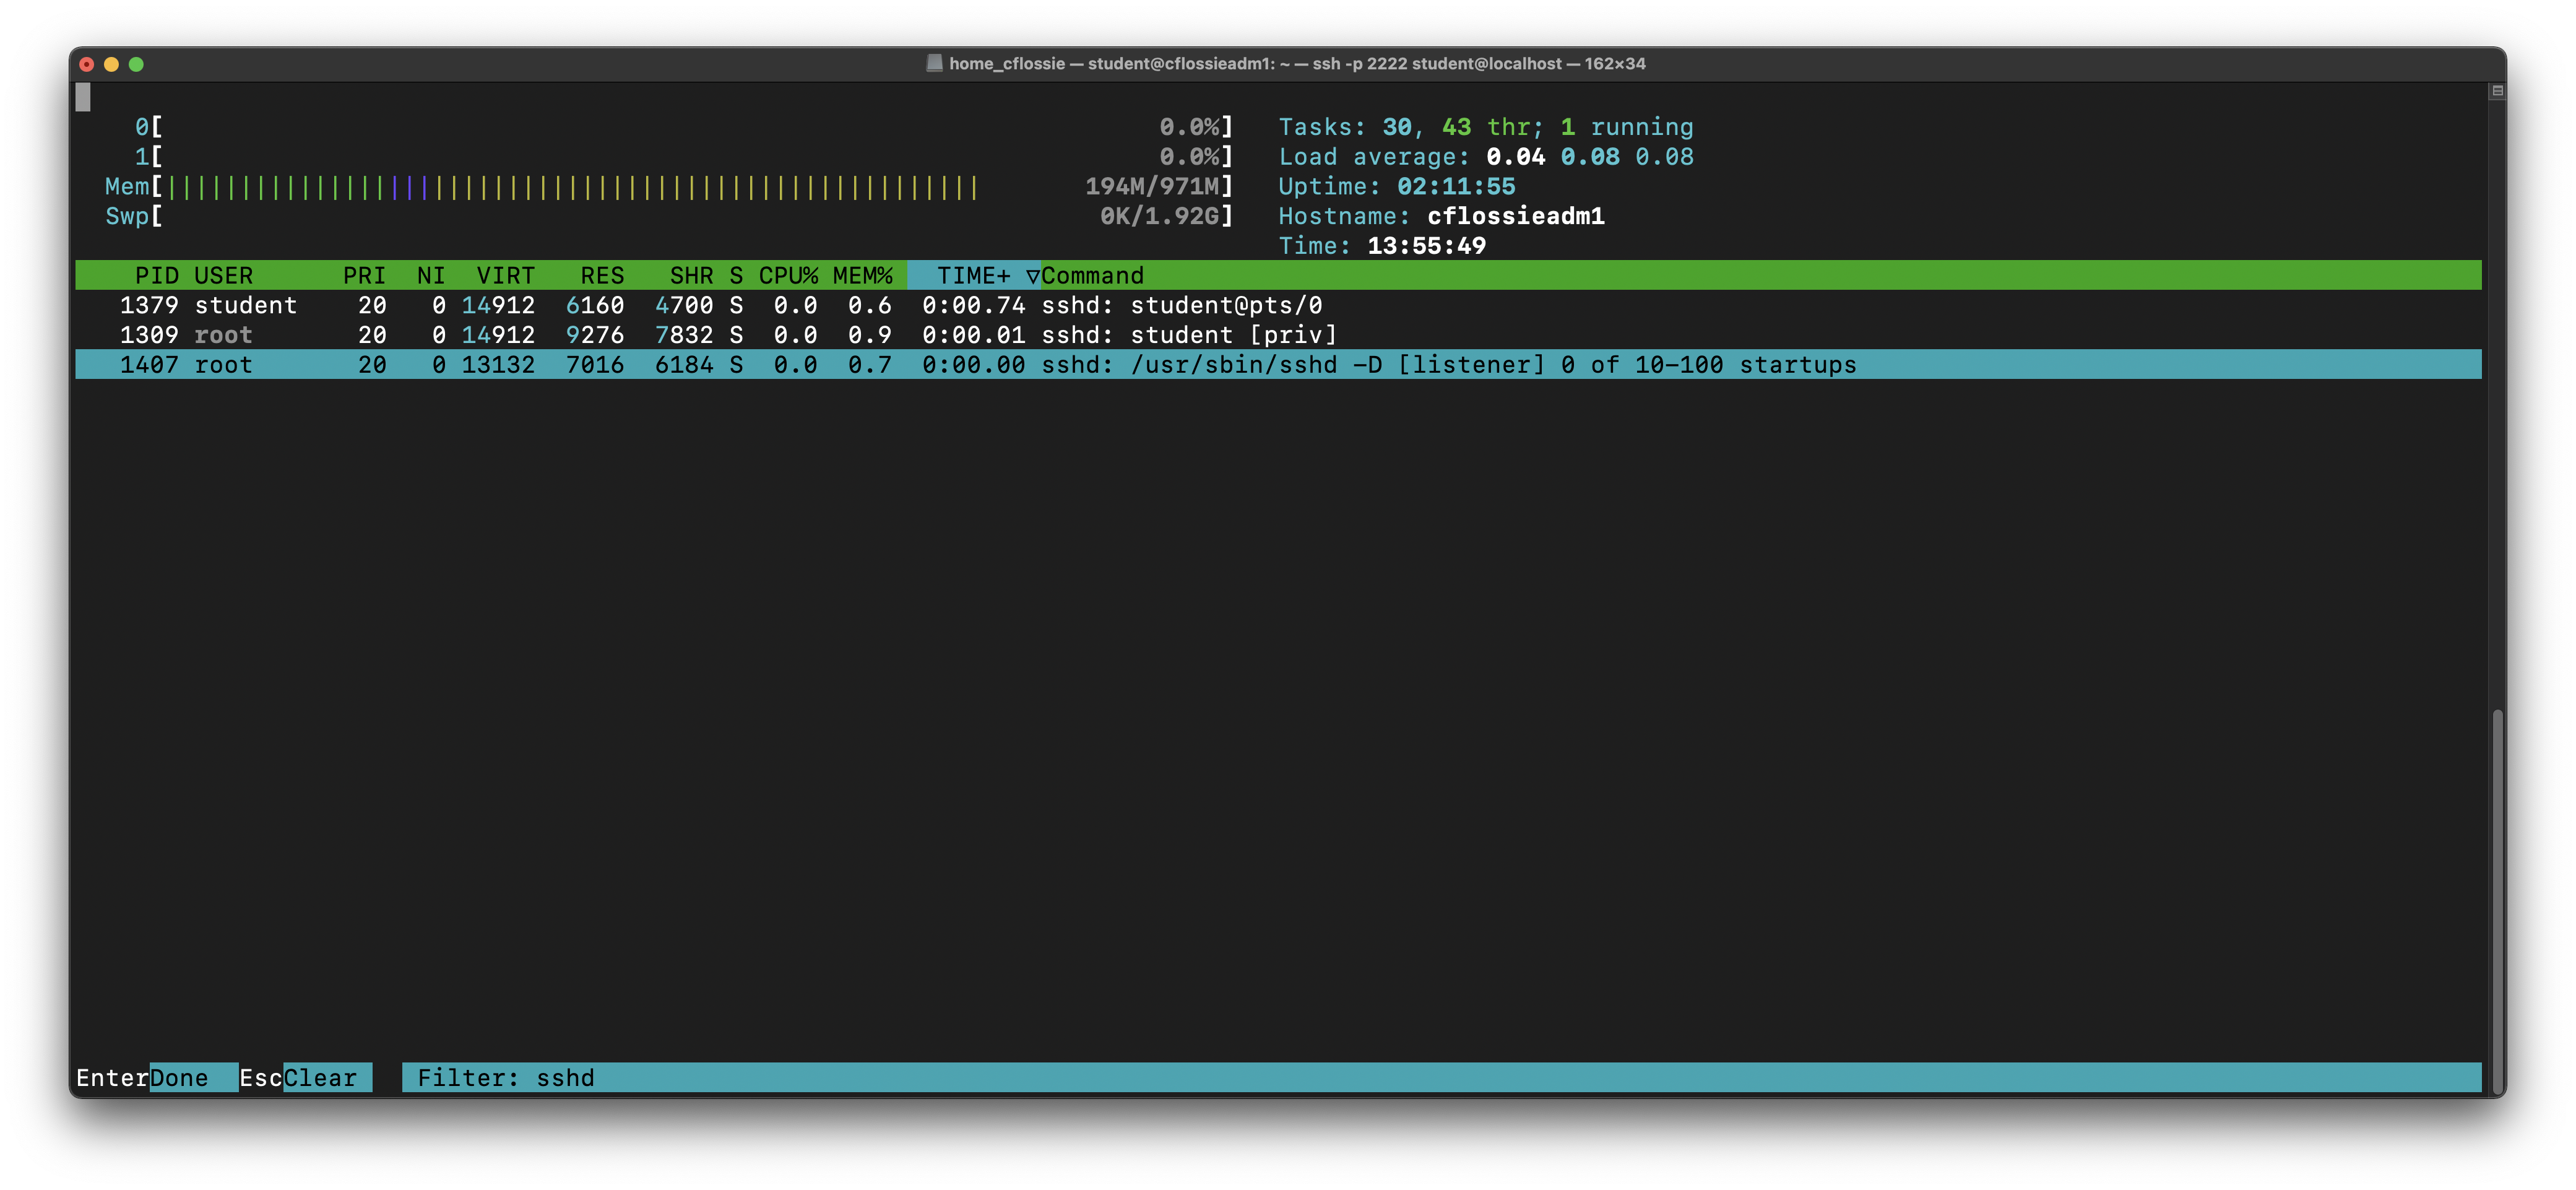 home_cflossie — student@cflossieadm1: ~ — ssh -p 2222 student@localhost — 162×34
0[ 0.0%] Tasks: 30, 43 thr; 1 running
1[ 0.0%] Load average: 0.04 0.08 0.08
Mem[||||||||||||||||||||||||||||||||||||||||||||||||||||||| 194M/971M] Uptime: 02:11:55
Swp[ 0K/1.92G] Hostname: cflossieadm1
Time: 13:55:49
PID USER PRI NI VIRT RES SHR S CPU% MEM% TIME+ ▽Command
1379 student 20 0 14912 6160 4700 S 0.0 0.6 0:00.74 sshd: student@pts/0
1309 root 20 0 14912 9276 7832 S 0.0 0.9 0:00.01 sshd: student [priv]
1407 root 20 0 13132 7016 6184 S 0.0 0.7 0:00.00 sshd: /usr/sbin/sshd -D [listener] 0 of 10-100 startups
EnterDone EscClear Filter: sshd